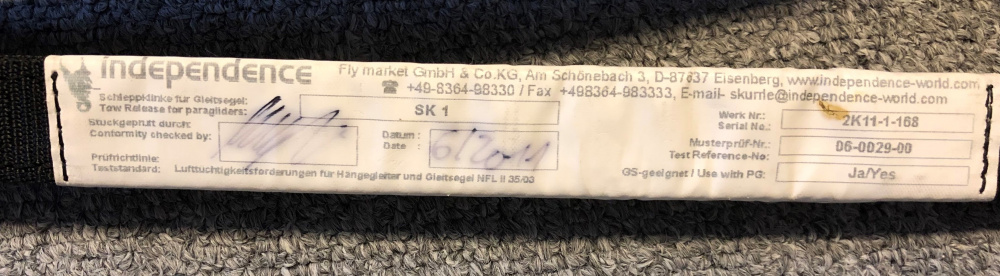 independence
Fly market GmbH & Co.KG, Am Schönebach 3, D-87637 Eisenberg, www.independence-world.com
☎ +49-8364-98330 / Fax +498364-983333, E-mail- skurrile@independence-world.com
Schleppklinke für Gleitsegel:
Tow Release for paragliders:
SK 1
Werk Nr.:
Serial No.:
2K11-1-168
Stückgeprüft durch:
Conformity checked by:
Datum :
Date :
6/2011
Musterprüf-Nr.:
Test Reference-No:
06-0029-00
Prüfrichtlinie:
Teststandard:
Lufttüchtigkeitsforderungen für Hängegleiter und Gleitsegel NFL II 35/03
GS-geeignet / Use with PG:
Ja/Yes